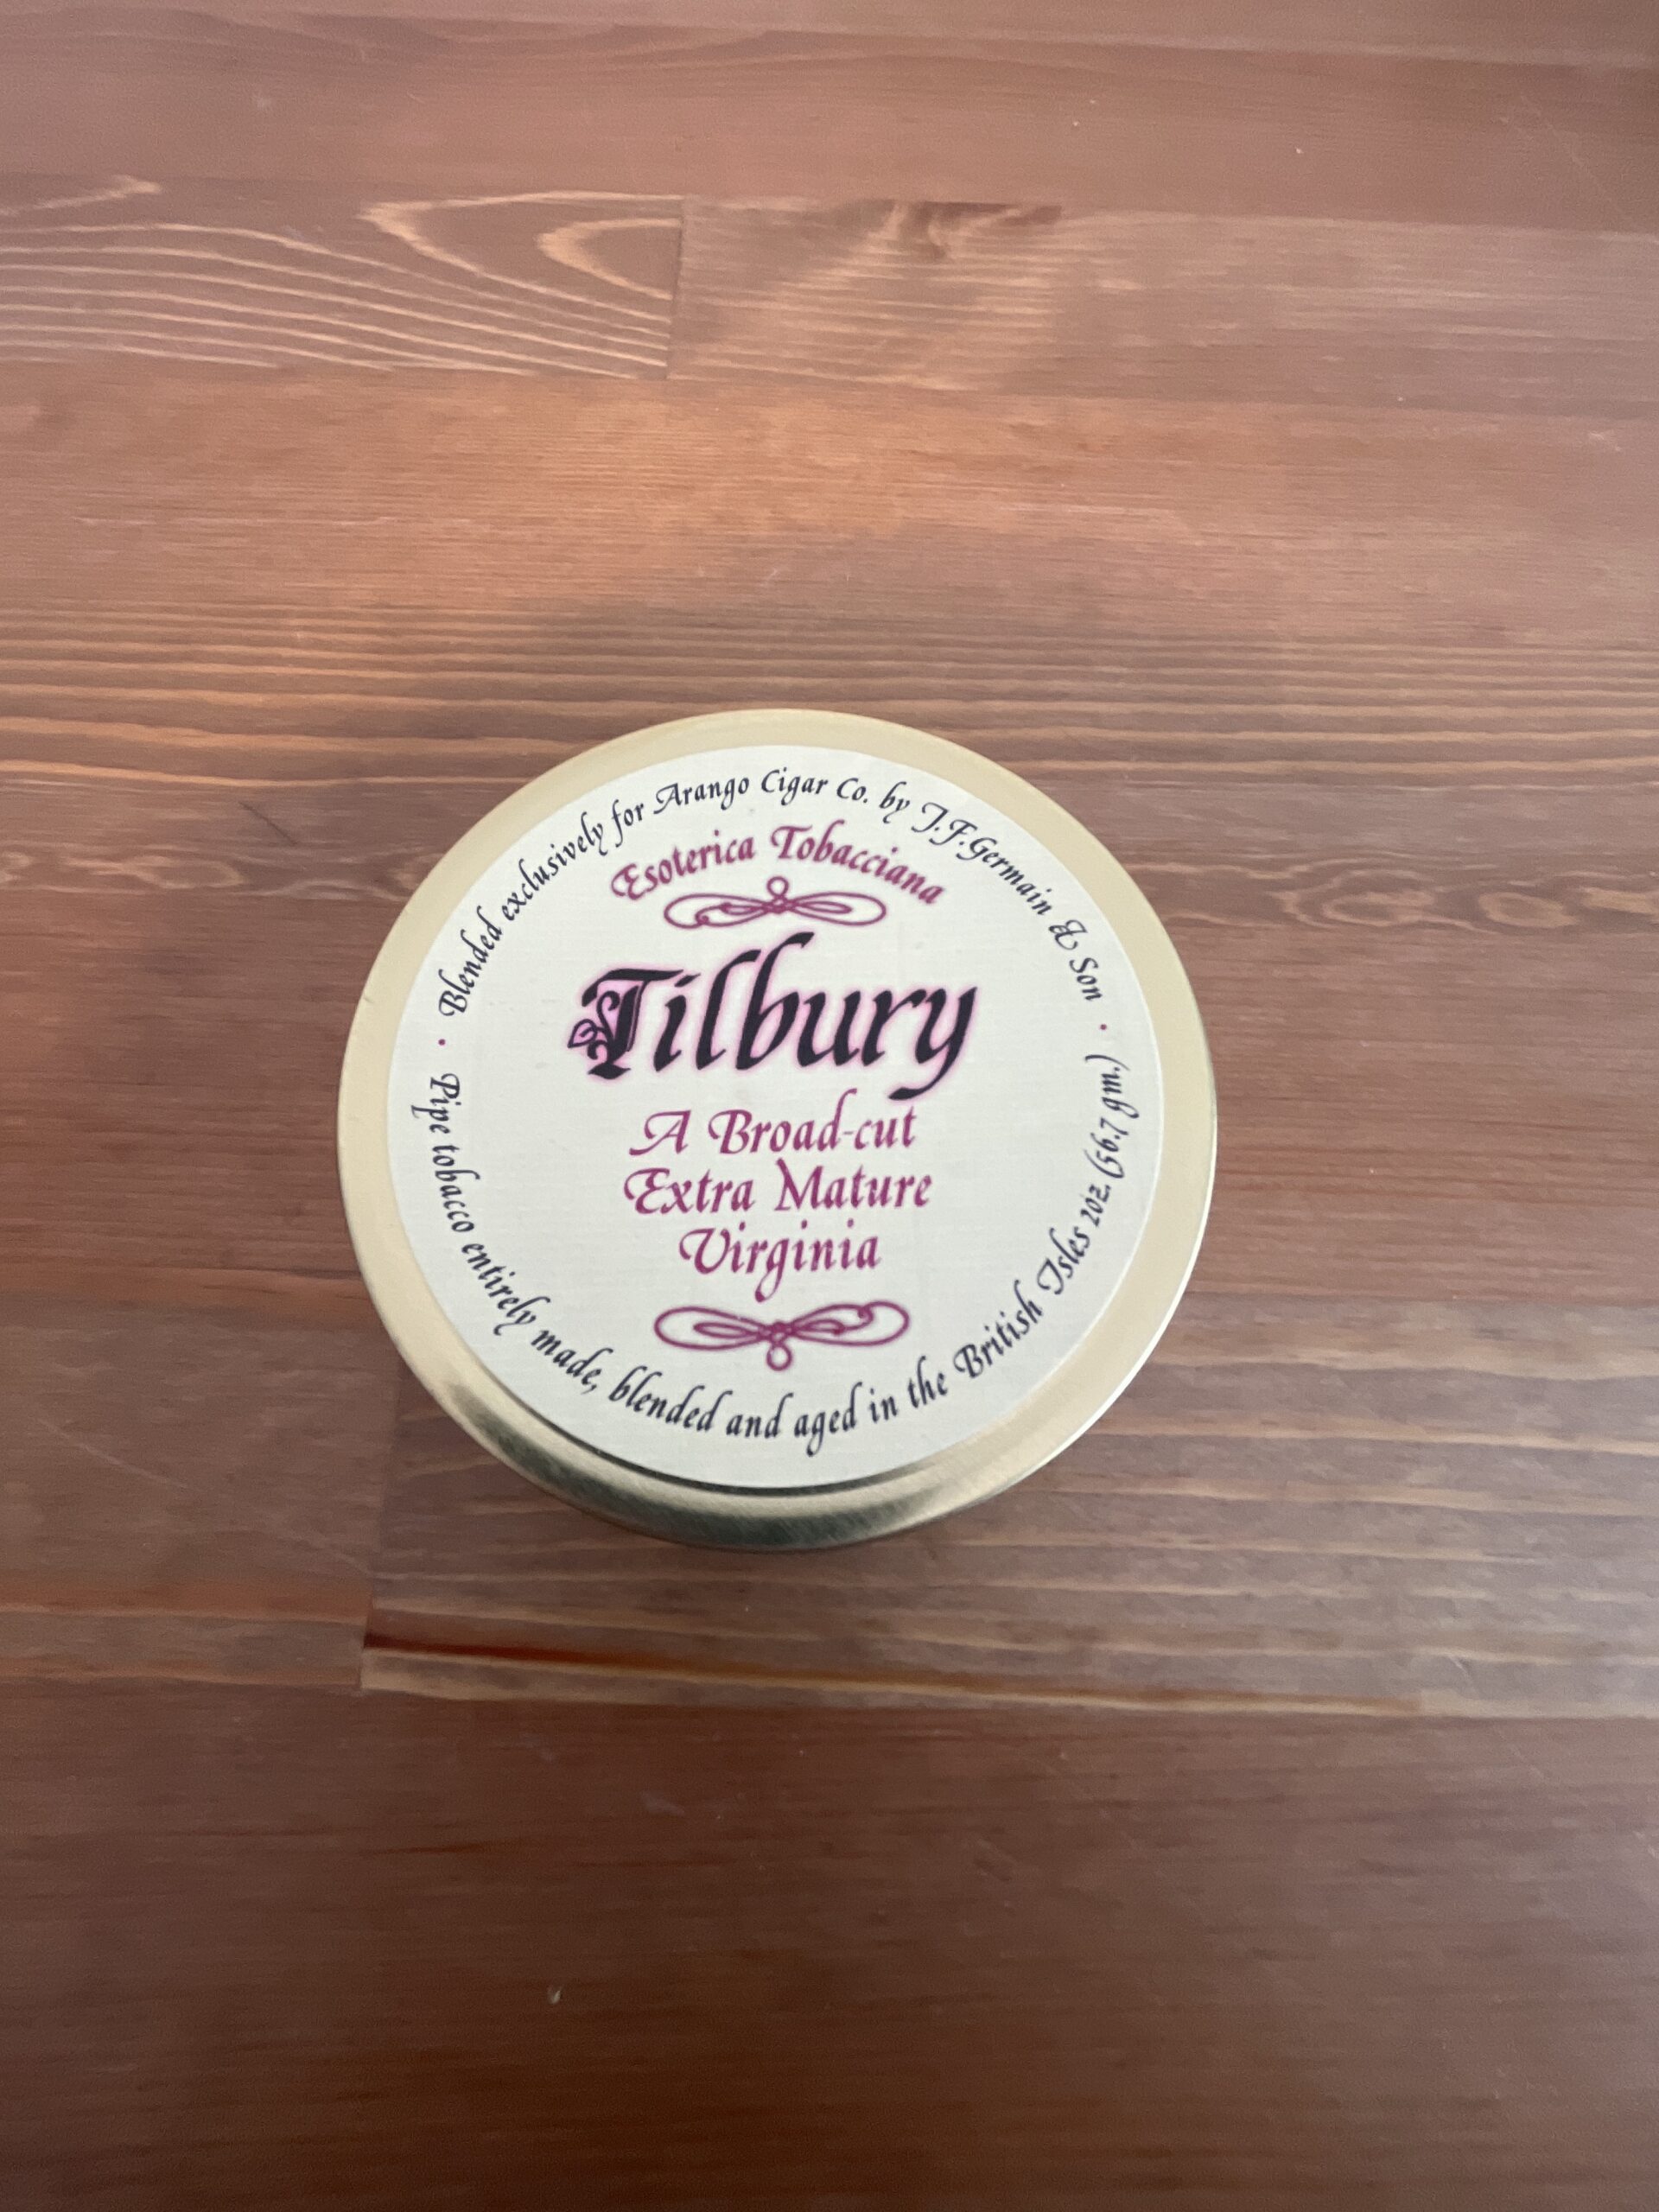 Blended exclusively for Arango Cigar Co. by J.F.Germain & Son
Esoterica Tobacciana
Tilbury
A Broad-cut
Extra Mature
Virginia
Pipe tobacco entirely made, blended and aged in the British Isles 2oz. (56.7 gm.)